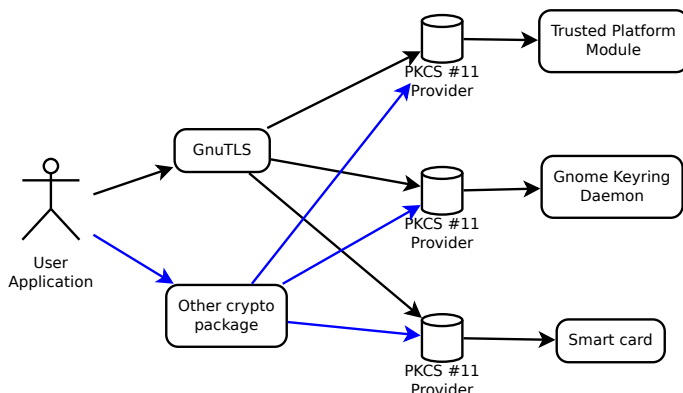 Trusted Platform
Module
PKCS #11
Provider
GnuTLS
Gnome Keyring
Daemon
PKCS #11
Provider
User
Application
Other crypto
package
Smart card
PKCS #11
Provider